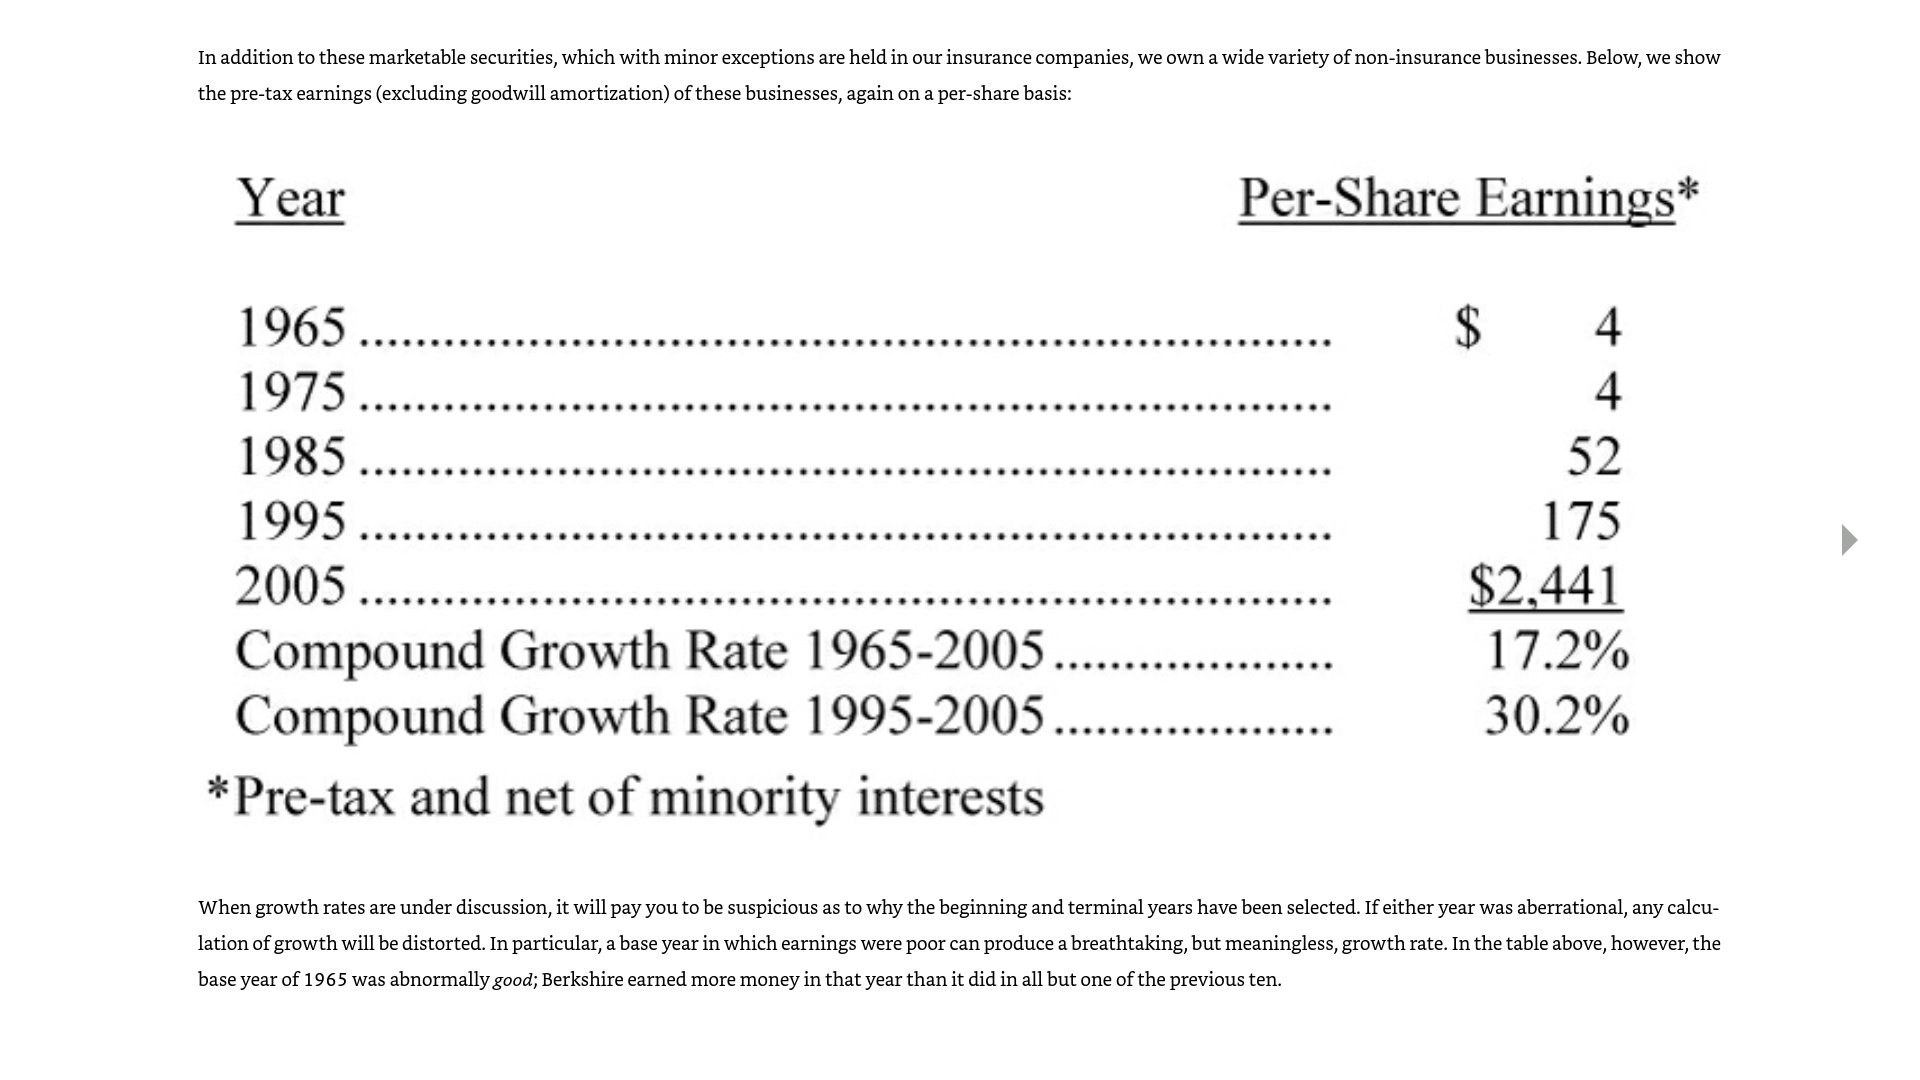 In addition to these marketable securities, which with minor exceptions are held in our insurance companies, we own a wide variety of non-insurance businesses. Below, we show
the pre-tax earnings (excluding goodwill amortization) of these businesses, again on a per-share basis:
Year Per-Share Earnings*
1965 ..................................................................... $ 4
1975 ..................................................................... 4
1985 ..................................................................... 52
1995 ..................................................................... 175
2005 ..................................................................... $2,441
Compound Growth Rate 1965-2005.................... 17.2%
Compound Growth Rate 1995-2005.................... 30.2%
*Pre-tax and net of minority interests
When growth rates are under discussion, it will pay you to be suspicious as to why the beginning and terminal years have been selected. If either year was aberrational, any calcu-
lation of growth will be distorted. In particular, a base year in which earnings were poor can produce a breathtaking, but meaningless, growth rate. In the table above, however, the
base year of 1965 was abnormally good; Berkshire earned more money in that year than it did in all but one of the previous ten.